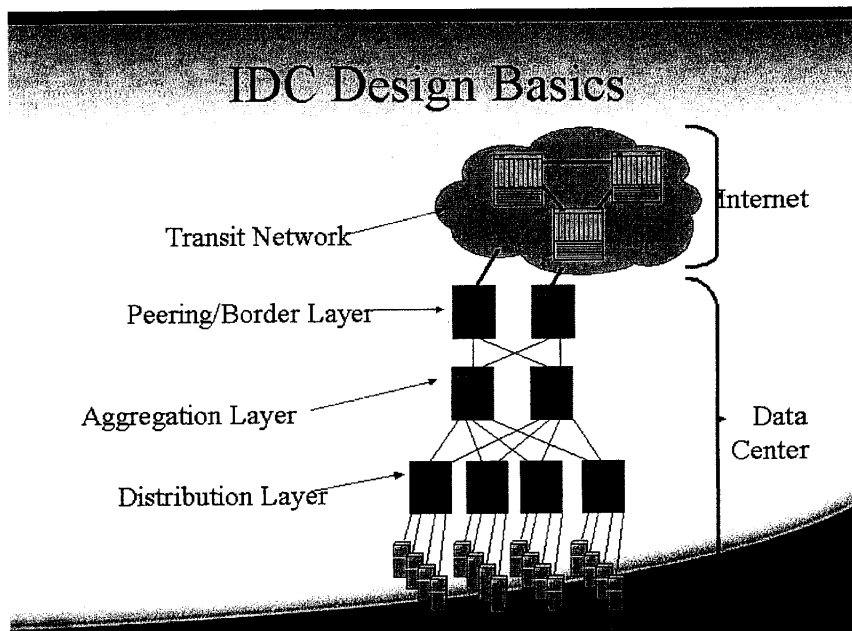 IDC Design Basics
Internet
Transit Network
Peering/Border Layer
Aggregation Layer
Data
Center
Distribution Layer